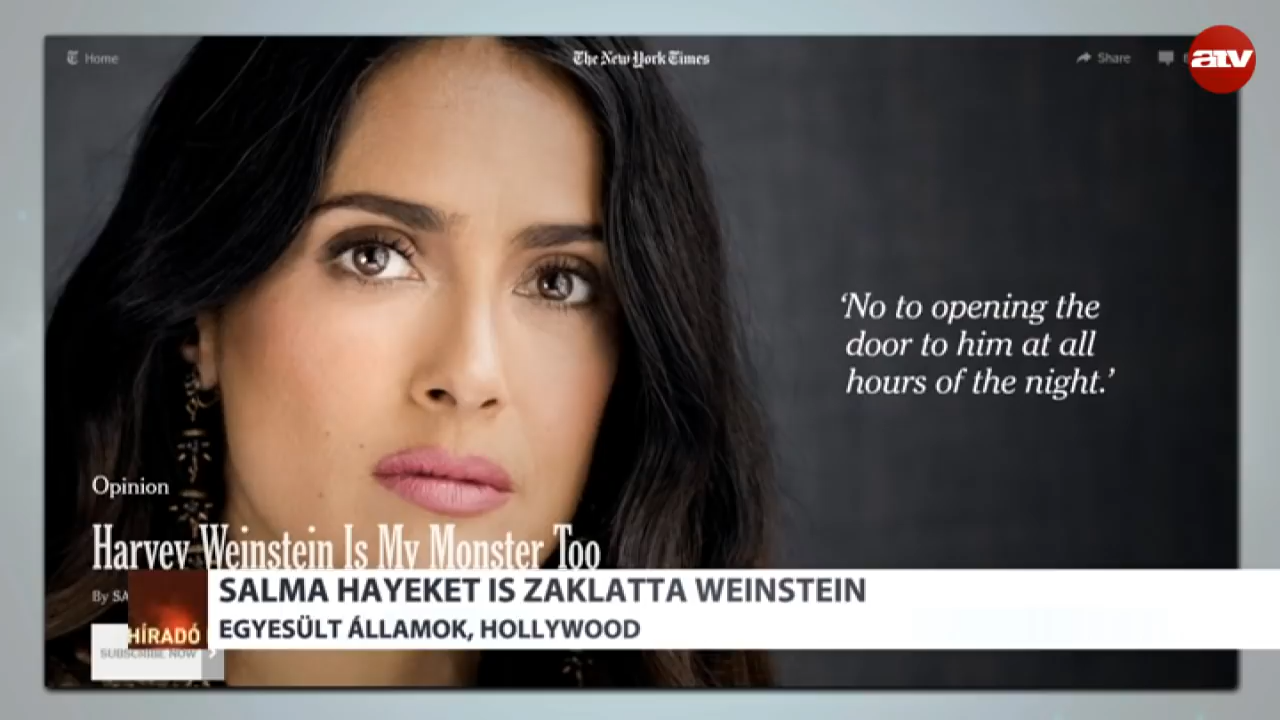 Home
The New York Times
Share
atv
'No to opening the
door to him at all
hours of the night.'
Opinion
Harvey Weinstein Is My Monster Too
By SA
SALMA HAYEKET IS ZAKLATTA WEINSTEIN
HÍRADÓ
EGYESÜLT ÁLLAMOK, HOLLYWOOD
SUBSCRIBE NOW